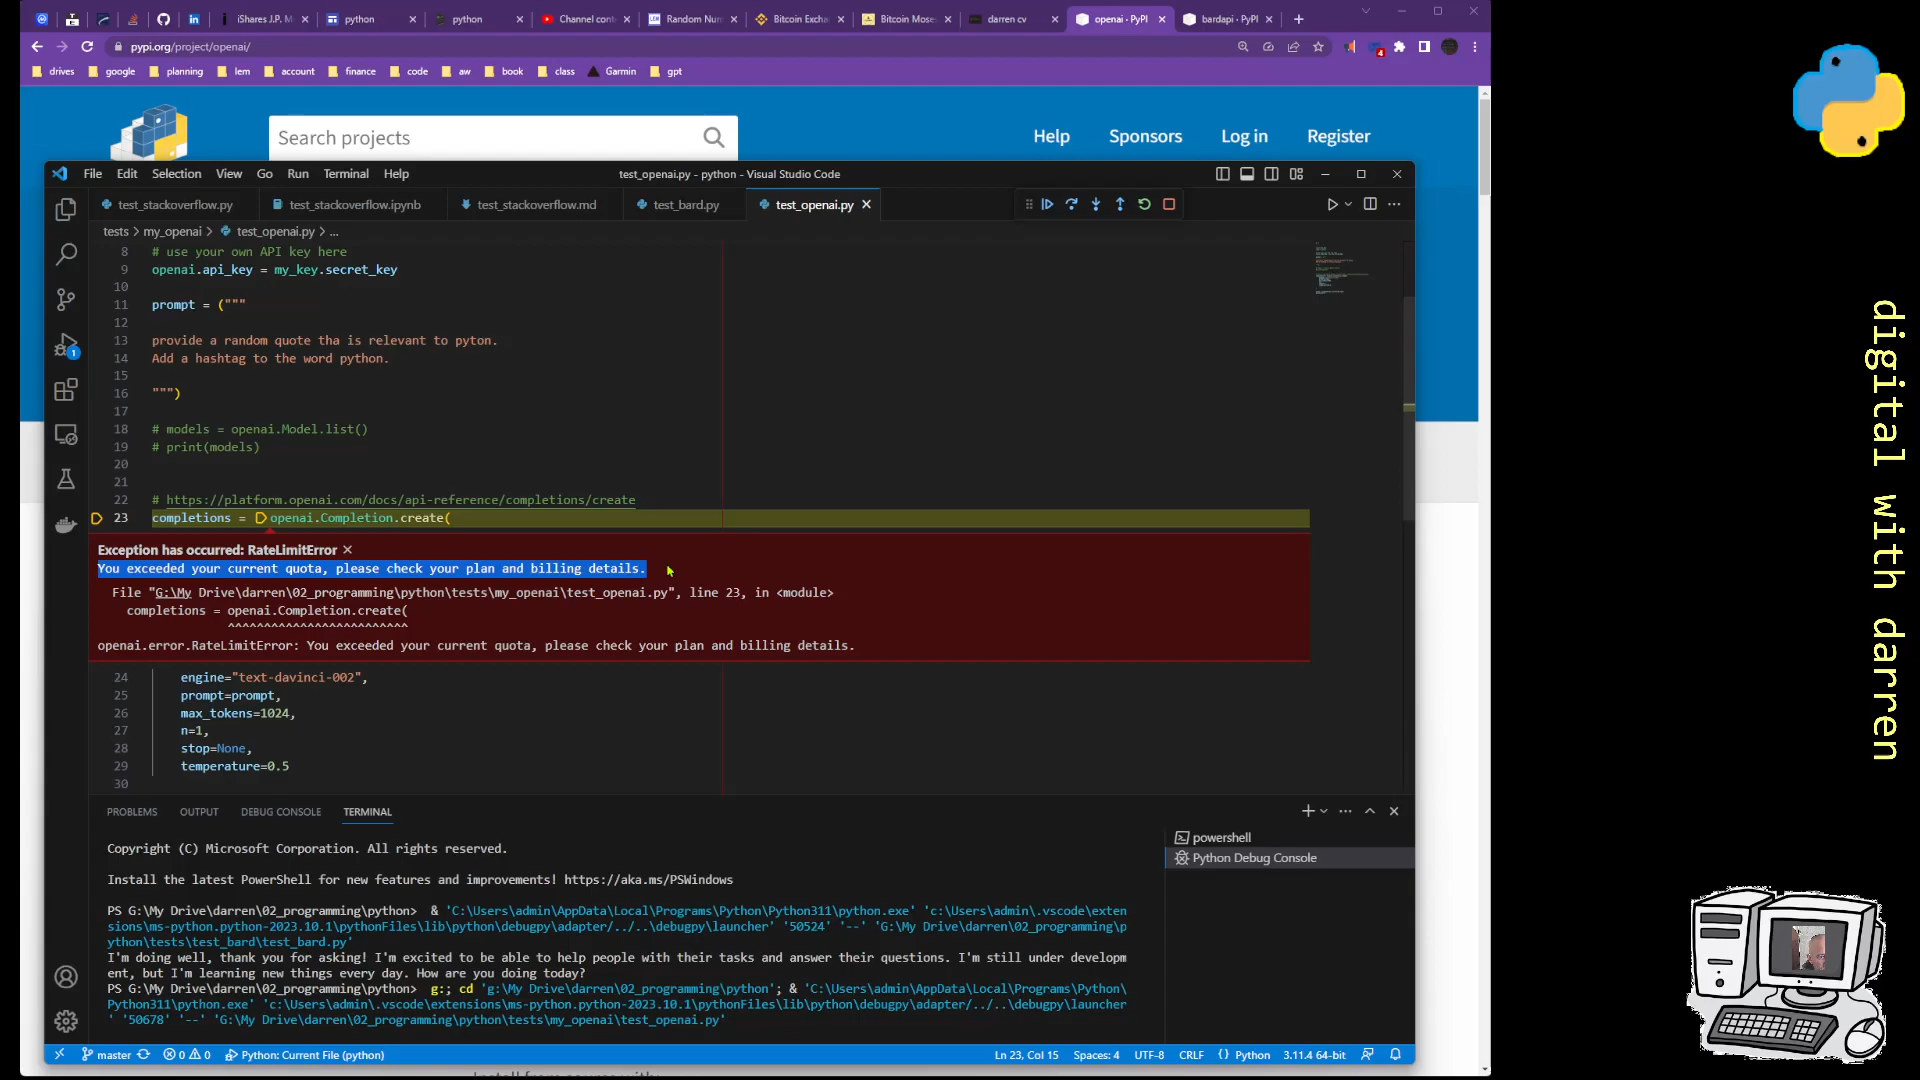 iShares J.P. M
python
python
Channel conte
Random Num
Bitcoin Excha
Bitcoin Moses
darren cv
openai · PyPI
bardapi · PyPI
pypi.org/project/openai/
4
drives
google
planning
lem
account
finance
code
aw
book
class
Garmin
gpt
Search projects
Help
Sponsors
Log in
Register
File Edit Selection View Go Run Terminal Help
test_openai.py - python - Visual Studio Code
test_stackoverflow.py
test_stackoverflow.ipynb
test_stackoverflow.md
test_bard.py
test_openai.py
tests > my_openai > test_openai.py > ...
8 # use your own API key here
9 openai.api_key = my_key.secret_key
10
11 prompt = ("""
12
13 provide a random quote tha is relevant to pyton.
14 Add a hashtag to the word python.
15
16 """)
17
18 # models = openai.Model.list()
19 # print(models)
20
21
22 # https://platform.openai.com/docs/api-reference/completions/create
23 completions = openai.Completion.create(
Exception has occurred: RateLimitError ×
You exceeded your current quota, please check your plan and billing details.
File "G:\My Drive\darren\02_programming\python\tests\my_openai\test_openai.py", line 23, in <module>
completions = openai.Completion.create(
^^^^^^^^^^^^^^^^^^^^^^^^^
openai.error.RateLimitError: You exceeded your current quota, please check your plan and billing details.
24 engine="text-davinci-002",
25 prompt=prompt,
26 max_tokens=1024,
27 n=1,
28 stop=None,
29 temperature=0.5
30
1
PROBLEMS OUTPUT DEBUG CONSOLE TERMINAL
powershell
Python Debug Console
Copyright (C) Microsoft Corporation. All rights reserved.
Install the latest PowerShell for new features and improvements! https://aka.ms/PSWindows
PS G:\My Drive\darren\02_programming\python> & 'C:\Users\admin\AppData\Local\Programs\Python\Python311\python.exe' 'c:\Users\admin\.vscode\exten
sions\ms-python.python-2023.10.1\pythonFiles\lib\python\debugpy\adapter/../..\debugpy\launcher' '50524' '--' 'G:\My Drive\darren\02_programming\p
ython\tests\test_bard\test_bard.py'
I'm doing well, thank you for asking! I'm excited to be able to help people with their tasks and answer their questions. I'm still under developm
ent, but I'm learning new things every day. How are you doing today?
PS G:\My Drive\darren\02_programming\python> g:; cd 'g:\My Drive\darren\02_programming\python'; & 'C:\Users\admin\AppData\Local\Programs\Python\
Python311\python.exe' 'c:\Users\admin\.vscode\extensions\ms-python.python-2023.10.1\pythonFiles\lib\python\debugpy\adapter/../..\debugpy\launcher
' '50678' '--' 'G:\My Drive\darren\02_programming\python\tests\my_openai\test_openai.py'
master
0 0
Python: Current File (python)
Ln 23, Col 15
Spaces: 4
UTF-8
CRLF
Python
3.11.4 64-bit
digital with darren